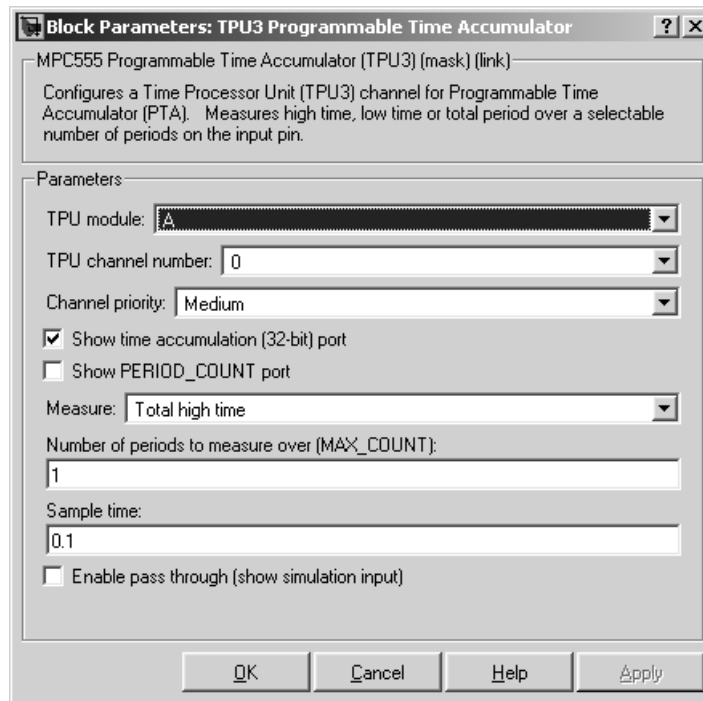 Block Parameters: TPU3 Programmable Time Accumulator
MPC555 Programmable Time Accumulator (TPU3) (mask) (link)
Configures a Time Processor Unit (TPU3) channel for Programmable Time
Accumulator (PTA).   Measures high time, low time or total period over a selectable
number of periods on the input pin.
Parameters
TPU module: A
TPU channel number: 0
Channel priority: Medium
Show time accumulation (32-bit) port
Show PERIOD_COUNT port
Measure: Total high time
Number of periods to measure over (MAX_COUNT):
1
Sample time:
0.1
Enable pass through (show simulation input)
OK Cancel Help Apply